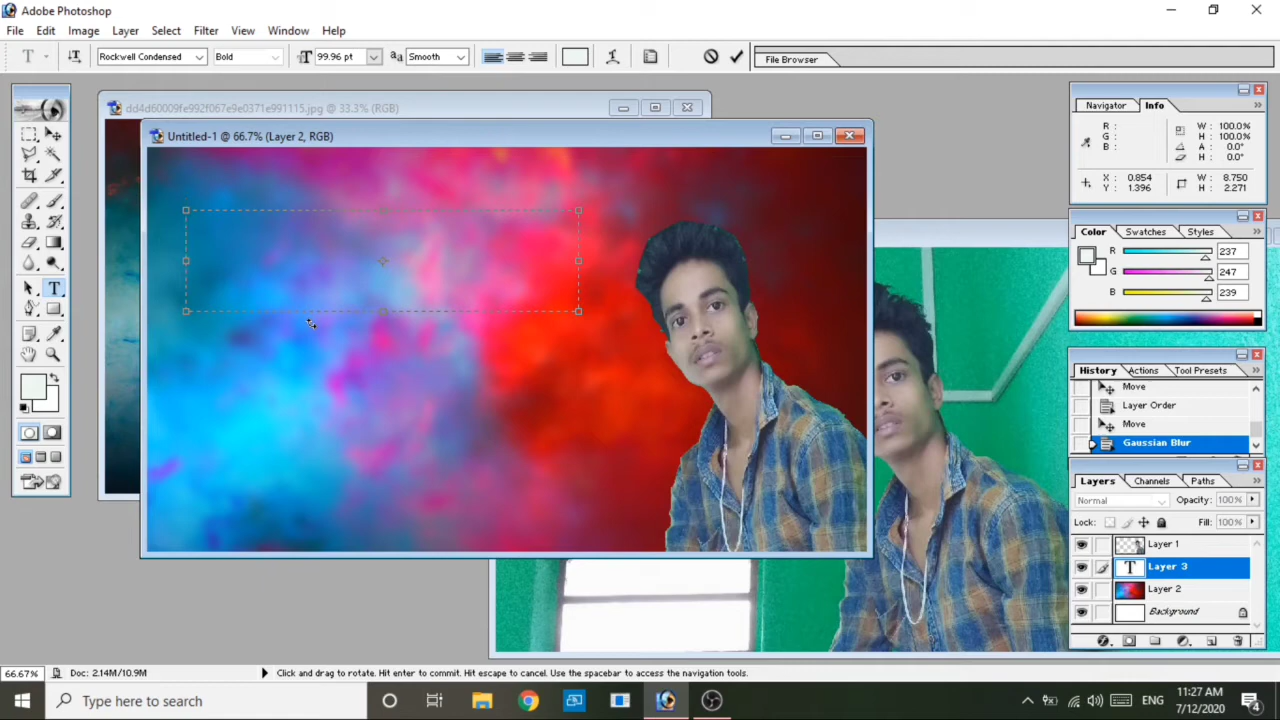 Adobe Photoshop
File Edit Image Layer Select Filter View Window Help
T Rockwell Condensed Bold 99.96 pt aa Smooth File Browser
dd4d60009fe992f067e9e0371e991115.jpg @ 33.3% (RGB)
Untitled-1 @ 66.7% (Layer 2, RGB)
Navigator Info
R :
G :
B :
W : 100.0%
H : 100.0%
A : 0.0°
H : 0.0°
X : 0.854
Y : 1.396
W : 8.750
H : 2.271
Color Swatches Styles
R 237
G 247
B 239
History Actions Tool Presets
Move
Layer Order
Move
Gaussian Blur
Layers Channels Paths
Normal Opacity: 100%
Lock: Fill: 100%
Layer 1
T Layer 3
Layer 2
Background
66.67% Doc: 2.14M/10.9M Click and drag to rotate. Hit enter to commit. Hit escape to cancel. Use the spacebar to access the navigation tools.
Type here to search
ENG
11:27 AM
7/12/2020
4